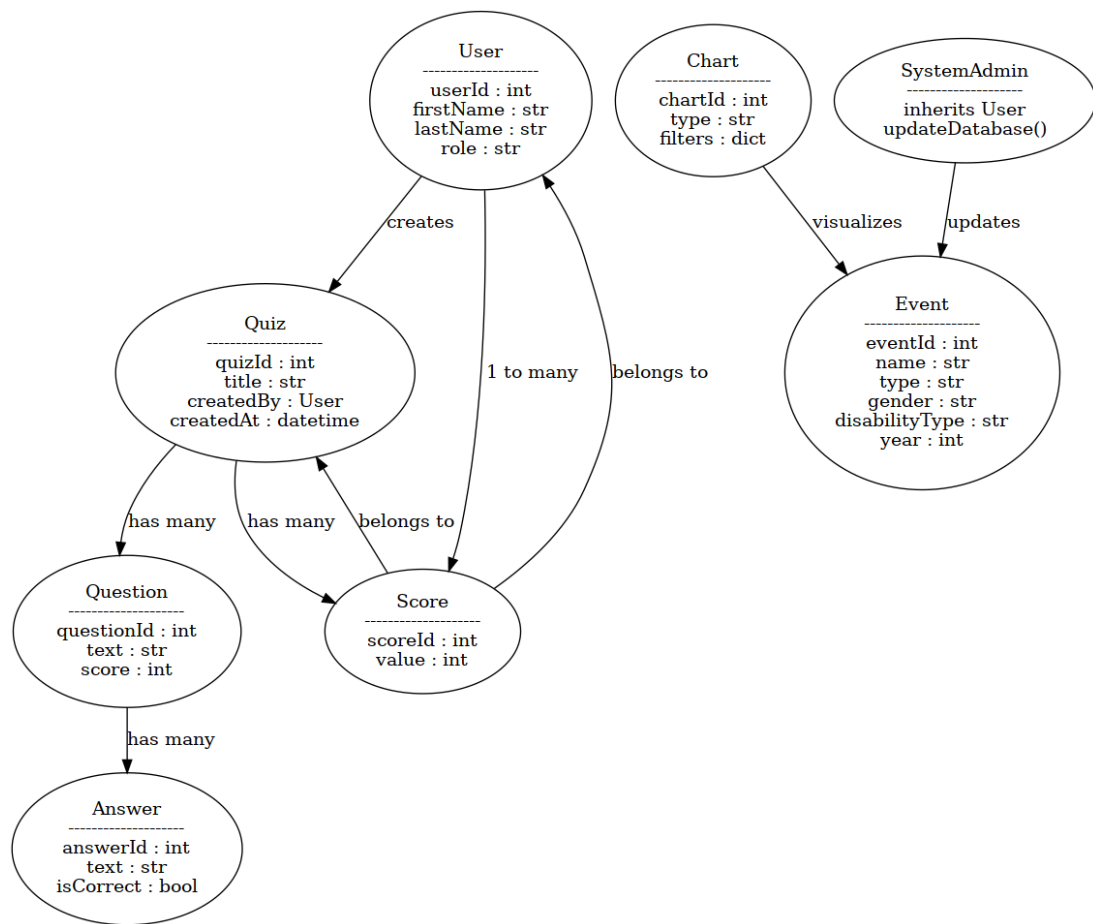 User
--------------------
userId : int
firstName : str
lastName : str
role : str
Chart
--------------------
chartId : int
type : str
filters : dict
SystemAdmin
--------------------
inherits User
updateDatabase()
creates
visualizes
updates
Quiz
--------------------
quizId : int
title : str
createdBy : User
createdAt : datetime
1 to many
belongs to
Event
--------------------
eventId : int
name : str
type : str
gender : str
disabilityType : str
year : int
has many
has many
belongs to
Question
--------------------
questionId : int
text : str
score : int
Score
--------------------
scoreId : int
value : int
has many
Answer
--------------------
answerId : int
text : str
isCorrect : bool